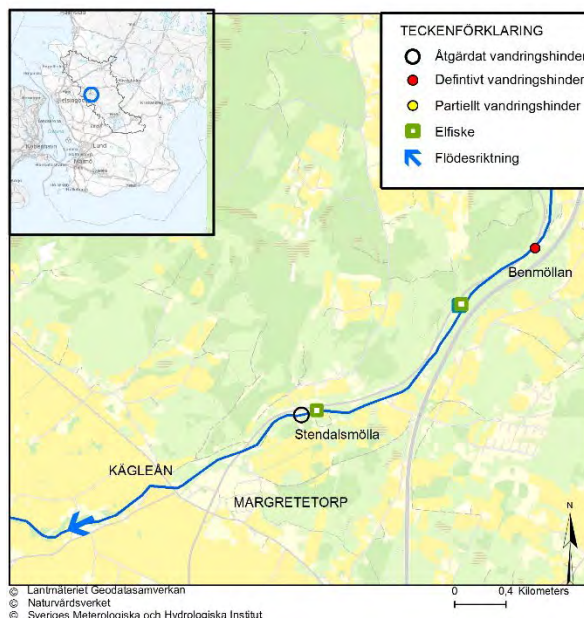 TECKENFÖRKLARING
Åtgärdat vandringshinder
Defintivt vandringshinder
Partiellt vandringshinder
Elfiske
Flödesriktning
Benmöllan
Stendalsmölla
KÄGLEÅN
MARGRETETORP
N
0 0,4 Kilometers
© Lantmäteriet Geodatasamverkan
© Naturvårdsverket
© Sveriges Meterologiska och Hydrologiska Institut